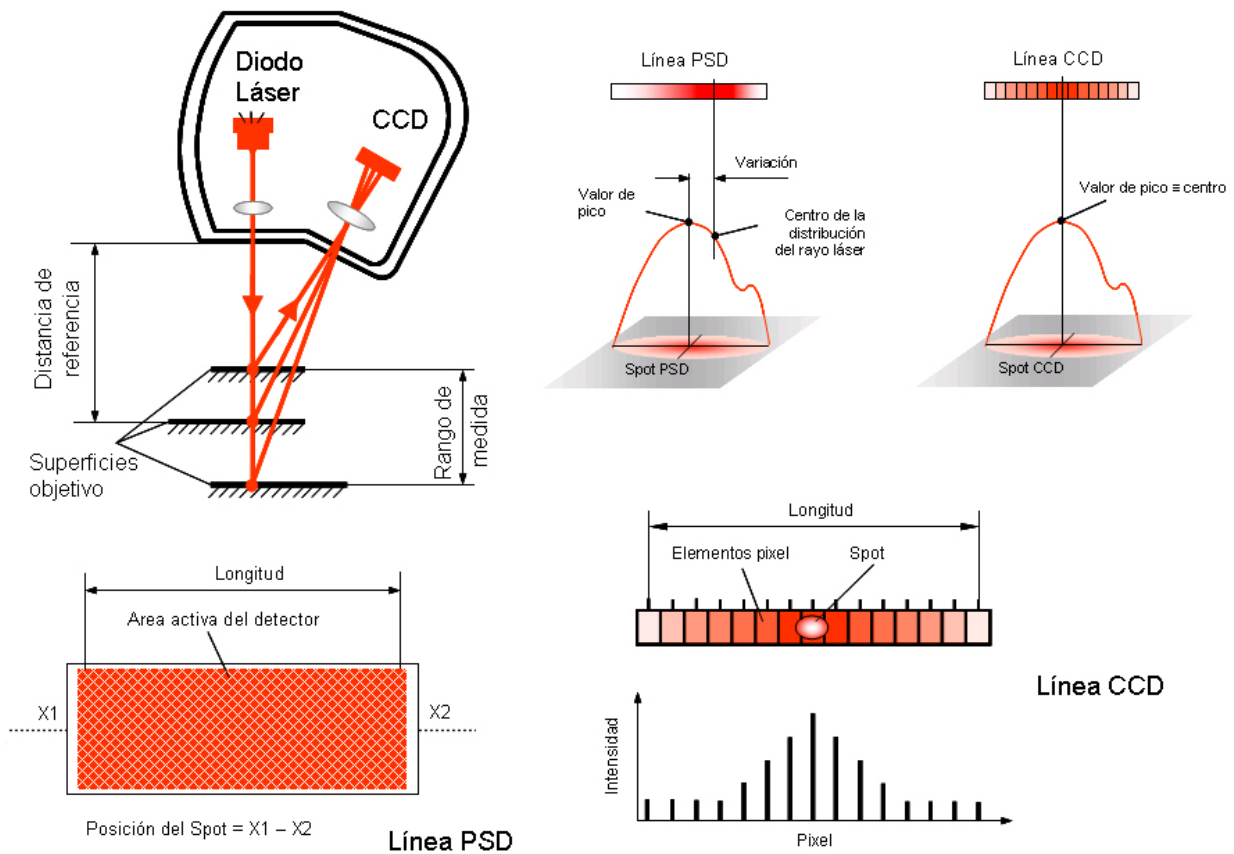 Diodo
Láser
CCD
Distancia de
referencia
Rango de
medida
Superficies
objetivo
Línea PSD
Variación
Valor de
pico
Centro de la
distribución
del rayo láser
Spot PSD
Línea CCD
Valor de pico ≡ centro
Spot CCD
Longitud
Area activa del detector
X1
X2
Posición del Spot = X1 – X2
Línea PSD
Longitud
Elementos pixel
Spot
Línea CCD
Intensidad
Pixel